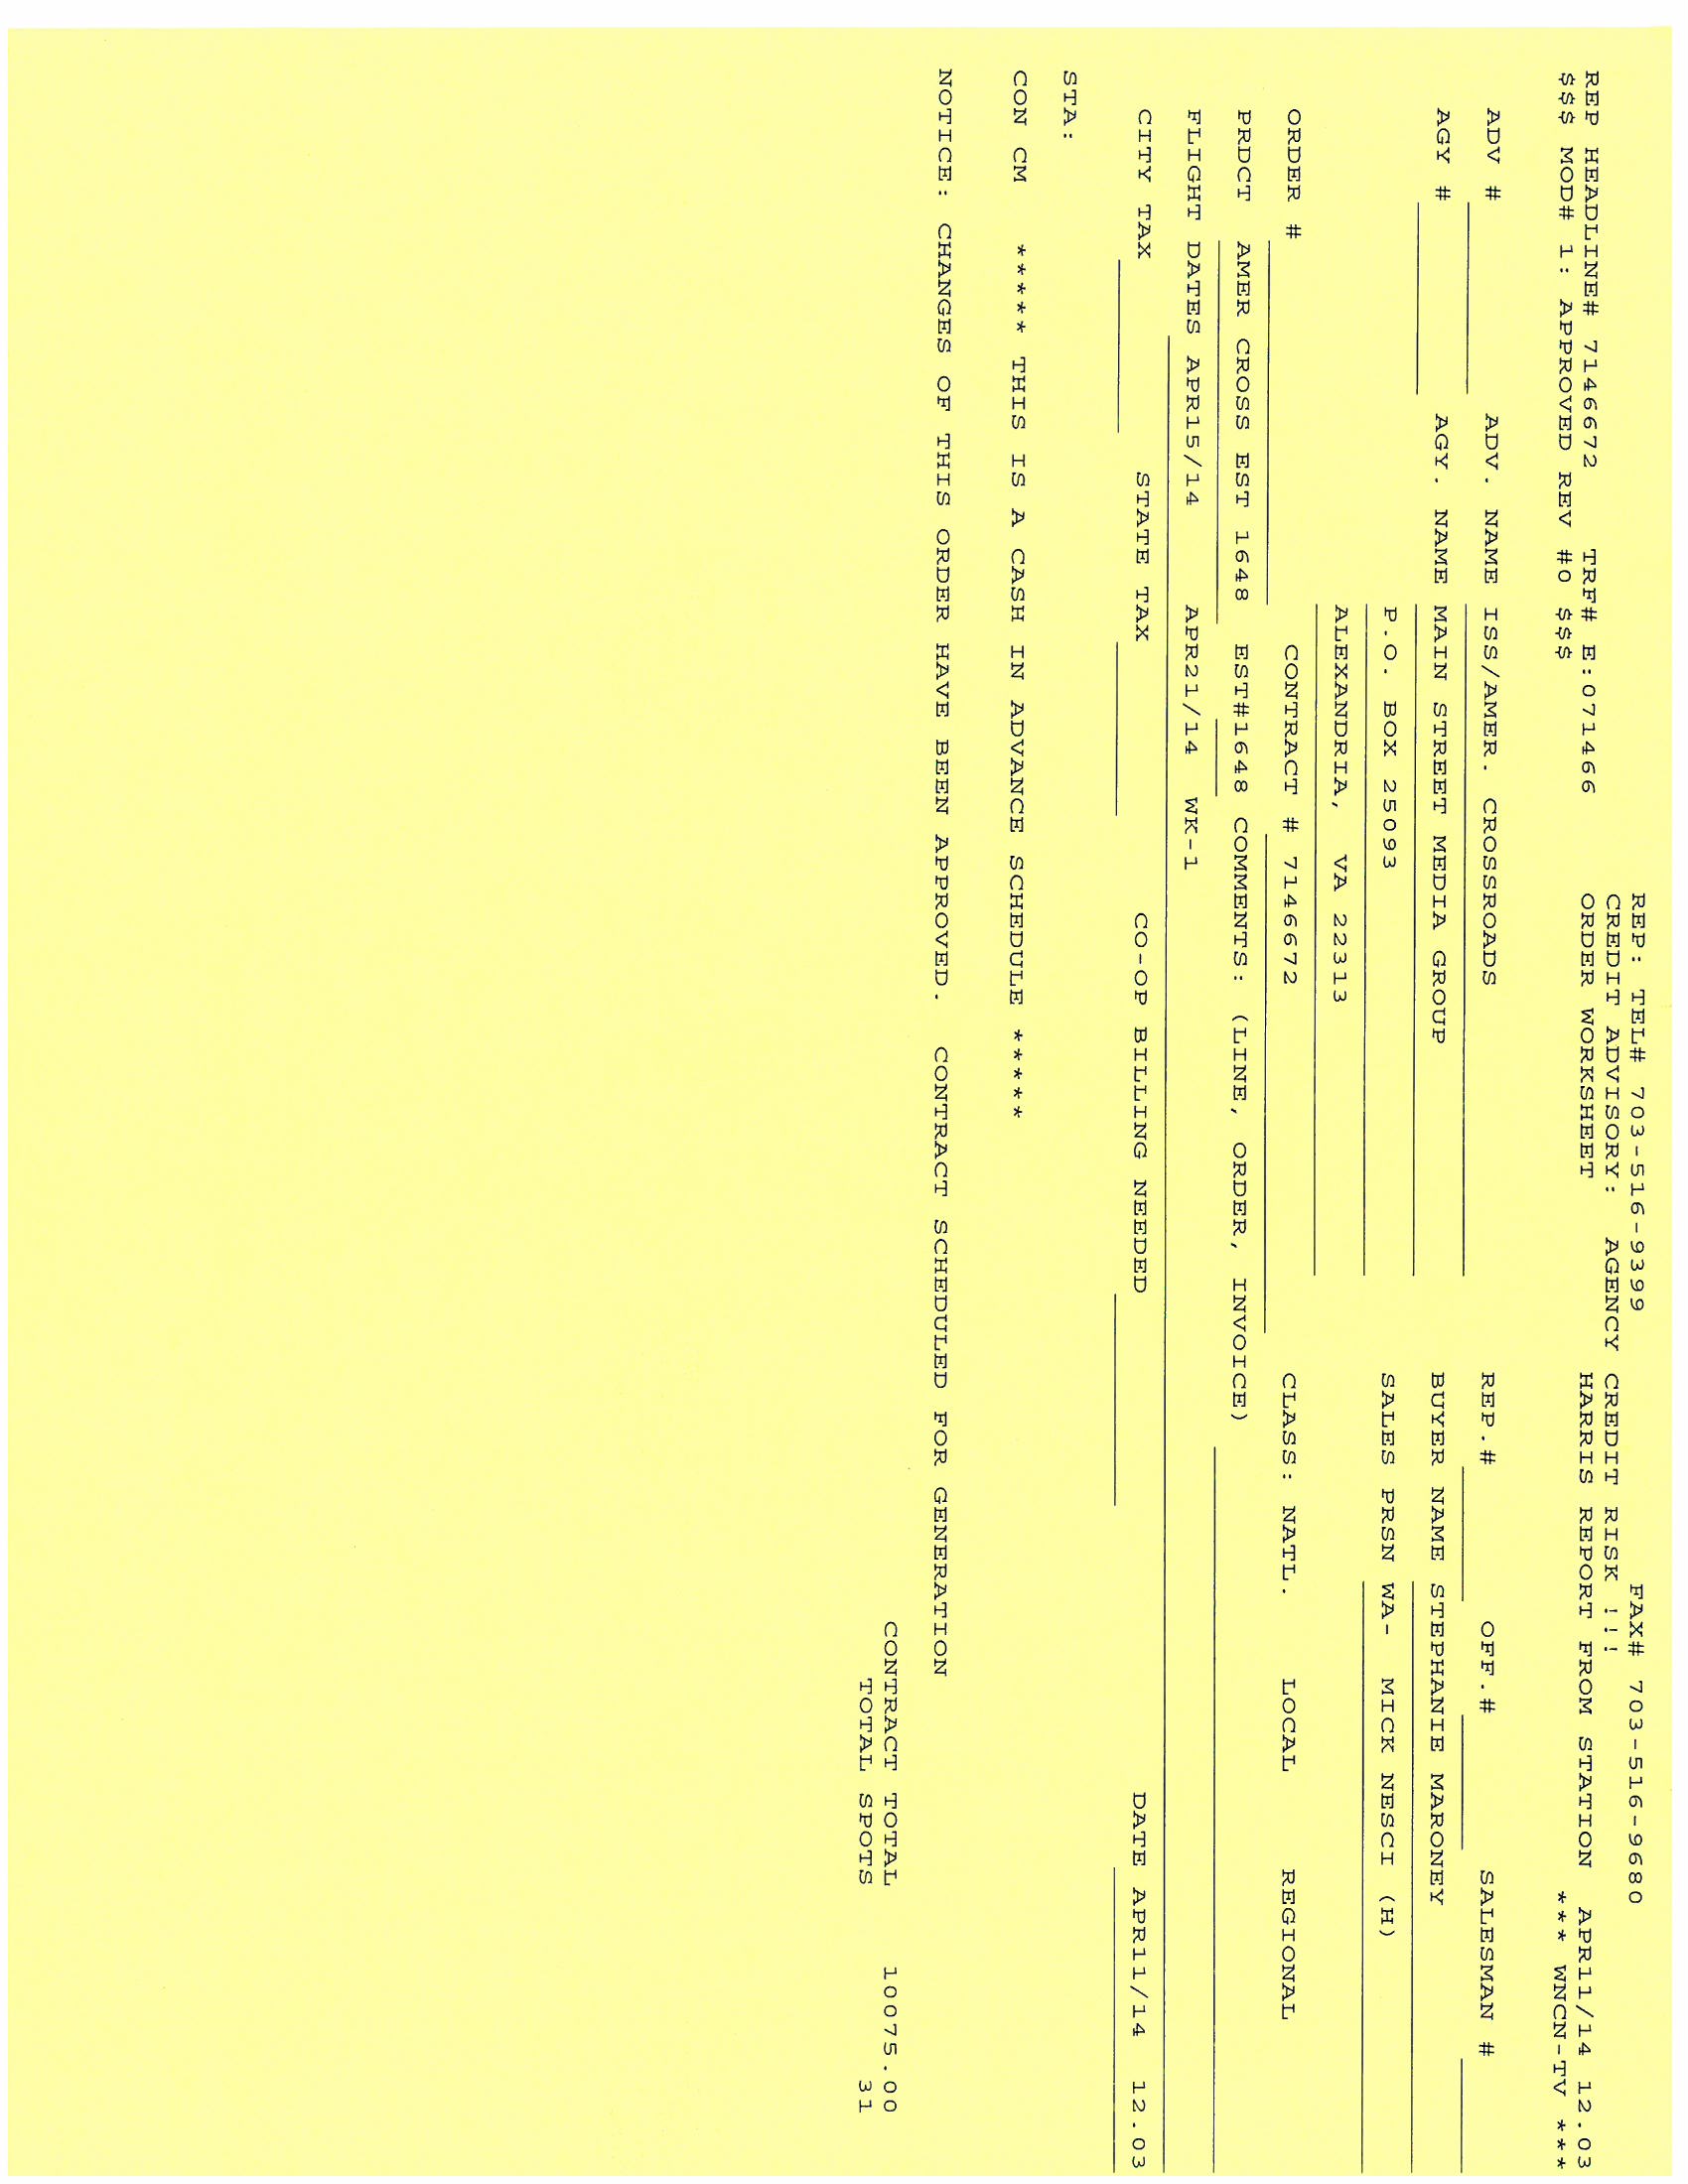 REP: TEL# 703-516-9399 FAX# 703-516-9680
CREDIT ADVISORY: AGENCY CREDIT RISK !!!
REP HEADLINE# 7146672 TRF# E:071466 ORDER WORKSHEET HARRIS REPORT FROM STATION APR11/14 12.03
$$$ MOD# 1: APPROVED REV #0 $$$ *** WNCN-TV ***
ADV # ADV. NAME ISS/AMER. CROSSROADS REP.# OFF.# SALESMAN #
AGY # AGY. NAME MAIN STREET MEDIA GROUP BUYER NAME STEPHANIE MARONEY
P.O. BOX 25093 SALES PRSN WA- MICK NESCI (H)
ALEXANDRIA, VA 22313
ORDER # CONTRACT # 7146672 CLASS: NATL. LOCAL REGIONAL
PRDCT AMER CROSS EST 1648 EST#1648 COMMENTS: (LINE, ORDER, INVOICE)
FLIGHT DATES APR15/14 APR21/14 WK-1
CITY TAX STATE TAX CO-OP BILLING NEEDED DATE APR11/14 12.03
STA:
CON CM ***** THIS IS A CASH IN ADVANCE SCHEDULE *****
NOTICE: CHANGES OF THIS ORDER HAVE BEEN APPROVED. CONTRACT SCHEDULED FOR GENERATION
CONTRACT TOTAL 10075.00
TOTAL SPOTS 31